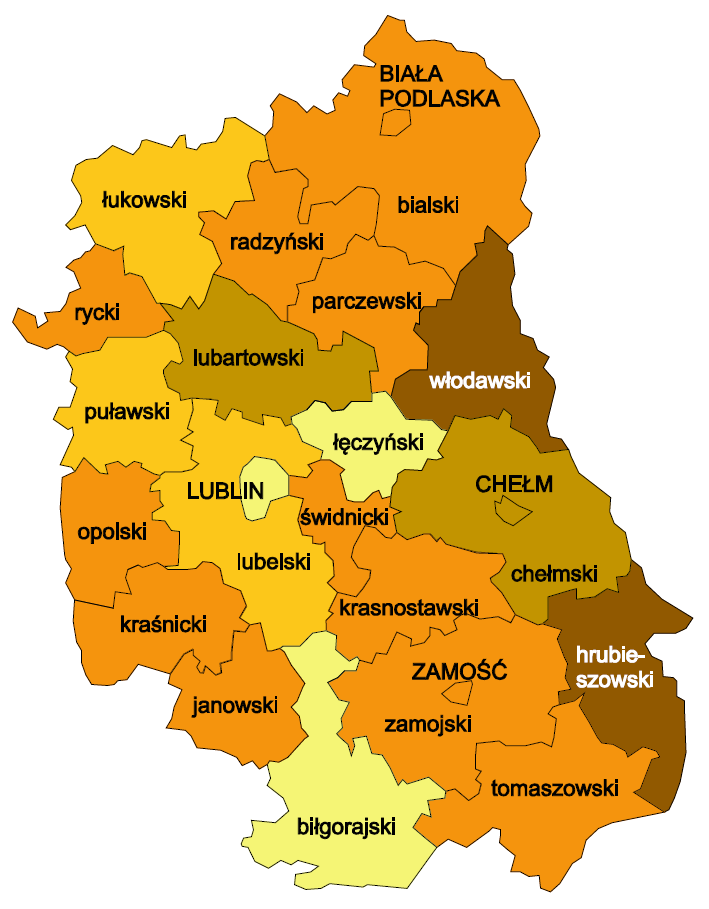 BIAŁA
PODLASKA
łukowski
bialski
radzyński
parczewski
rycki
lubartowski
włodawski
puławski
łęczyński
LUBLIN
CHEŁM
świdnicki
opolski
lubelski
chełmski
krasnostawski
kraśnicki
hrubie-
szowski
ZAMOŚĆ
janowski
zamojski
tomaszowski
biłgorajski